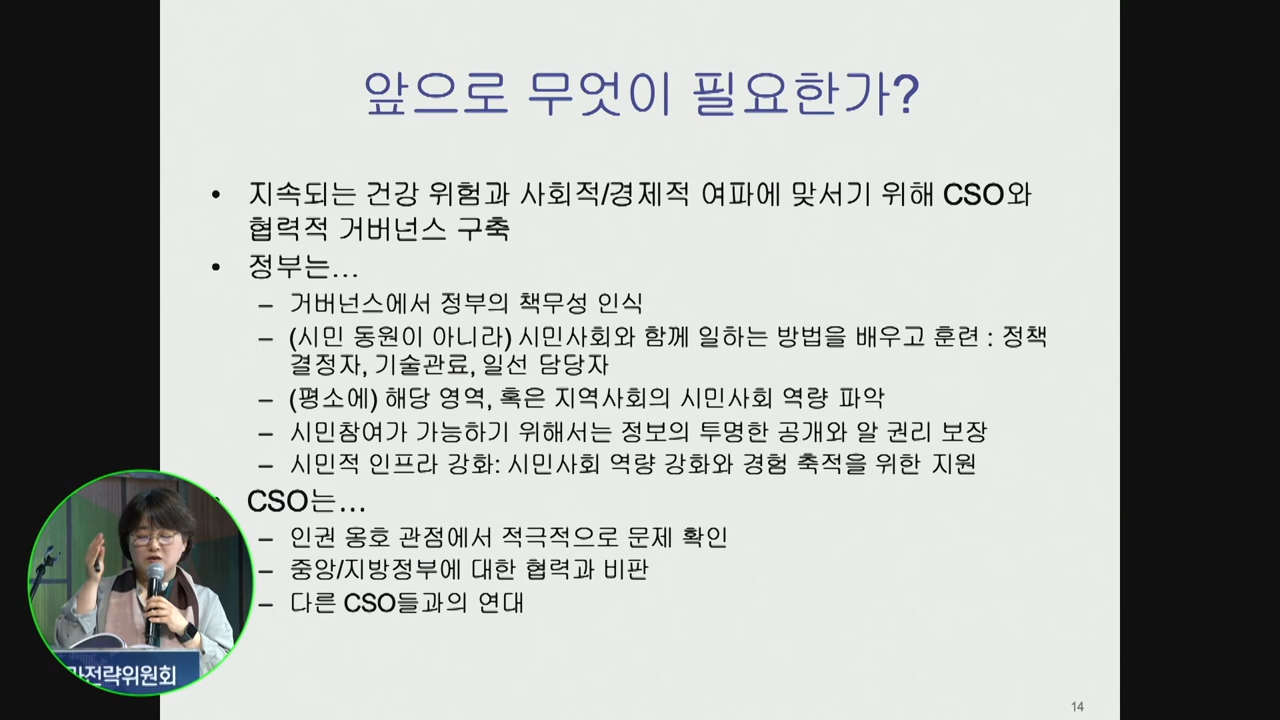 앞으로 무엇이 필요한가?
• 지속되는 건강 위험과 사회적/경제적 여파에 맞서기 위해 CSO와
협력적 거버넌스 구축
• 정부는...
– 거버넌스에서 정부의 책무성 인식
– (시민 동원이 아니라) 시민사회와 함께 일하는 방법을 배우고 훈련 : 정책
결정자, 기술관료, 일선 담당자
– (평소에) 해당 영역, 혹은 지역사회의 시민사회 역량 파악
– 시민참여가 가능하기 위해서는 정보의 투명한 공개와 알 권리 보장
– 시민적 인프라 강화: 시민사회 역량 강화와 경험 축적을 위한 지원
• CSO는...
– 인권 옹호 관점에서 적극적으로 문제 확인
– 중앙/지방정부에 대한 협력과 비판
– 다른 CSO들과의 연대
전략위원회
14